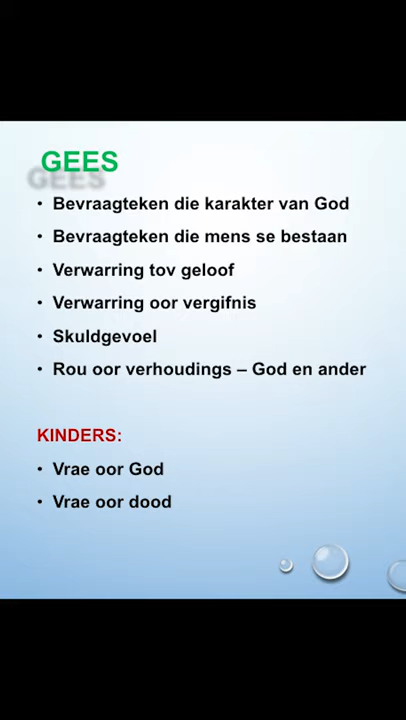 GEES
• Bevraagteken die karakter van God
• Bevraagteken die mens se bestaan
• Verwarring tov geloof
• Verwarring oor vergifnis
• Skuldgevoel
• Rou oor verhoudings – God en ander
KINDERS:
• Vrae oor God
• Vrae oor dood